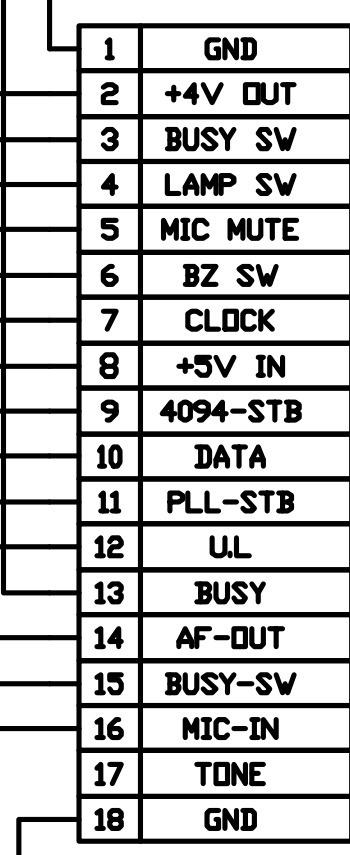 1 GND
2 +4V OUT
3 BUSY SW
4 LAMP SW
5 MIC MUTE
6 BZ SW
7 CLOCK
8 +5V IN
9 4094-STB
10 DATA
11 PLL-STB
12 U.L
13 BUSY
14 AF-OUT
15 BUSY-SW
16 MIC-IN
17 TONE
18 GND